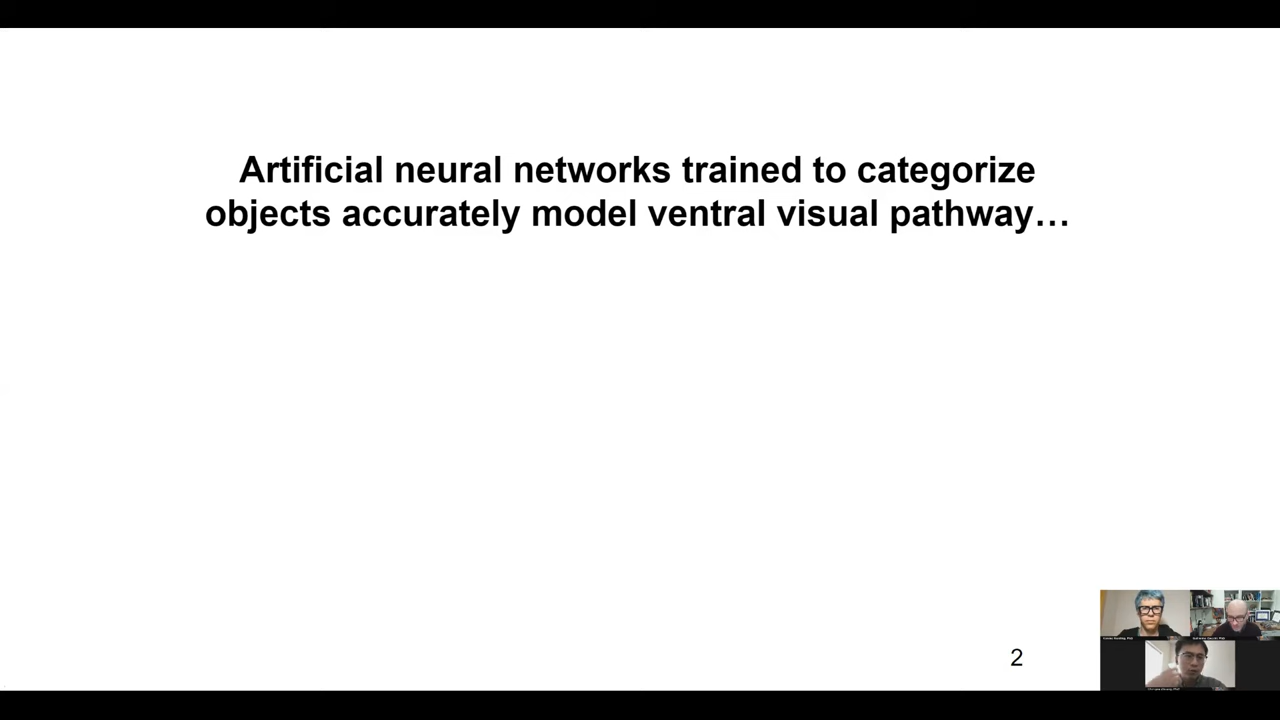 Artificial neural networks trained to categorize
objects accurately model ventral visual pathway…
2